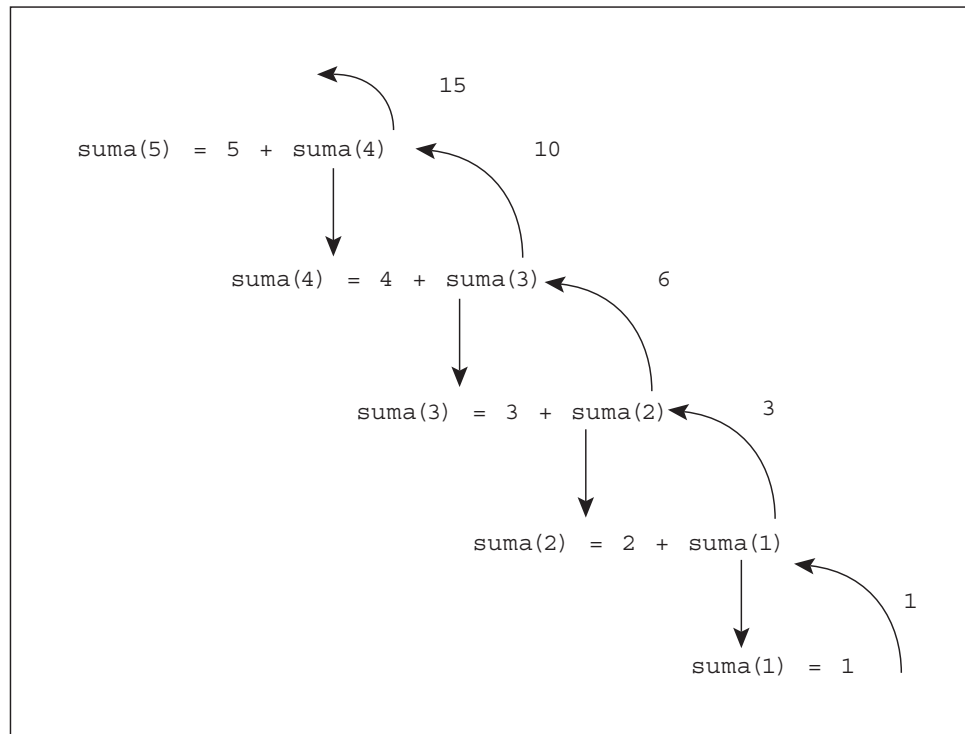 15
suma(5) = 5 + suma(4)
10
suma(4) = 4 + suma(3)
6
suma(3) = 3 + suma(2)
3
suma(2) = 2 + suma(1)
1
suma(1) = 1